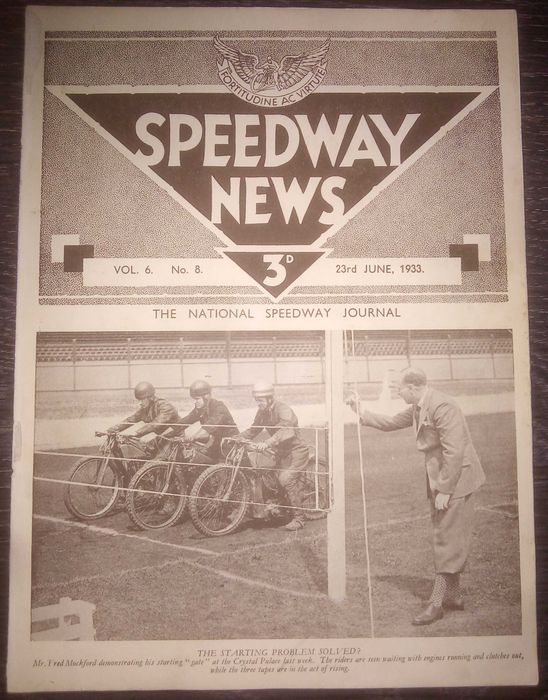 FORTITUDINE AC VIRTUTE
SPEEDWAY
NEWS
VOL. 6. No. 8. 3D 23rd JUNE, 1933.
THE NATIONAL SPEEDWAY JOURNAL
THE STARTING PROBLEM SOLVED?
Mr. Fred Mockford demonstrating his starting "gate" at the Crystal Palace last week. The riders are seen waiting with engines running and clutches out,
while the three tapes are in the act of rising.